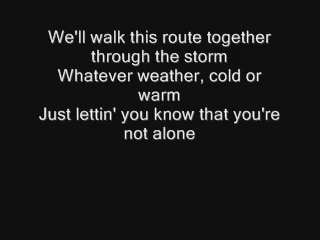 We'll walk this route together
through the storm
Whatever weather, cold or
warm
Just lettin' you know that you're
not alone